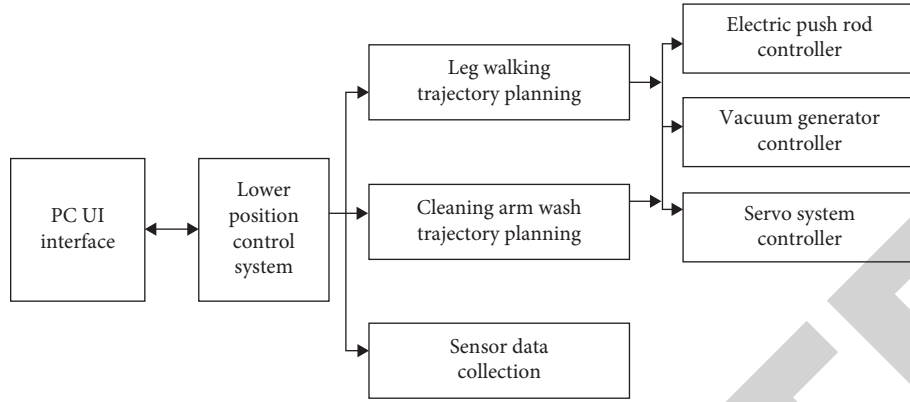 PC UI
interface
Lower
position
control
system
Leg walking
trajectory planning
Cleaning arm wash
trajectory planning
Sensor data
collection
Electric push rod
controller
Vacuum generator
controller
Servo system
controller